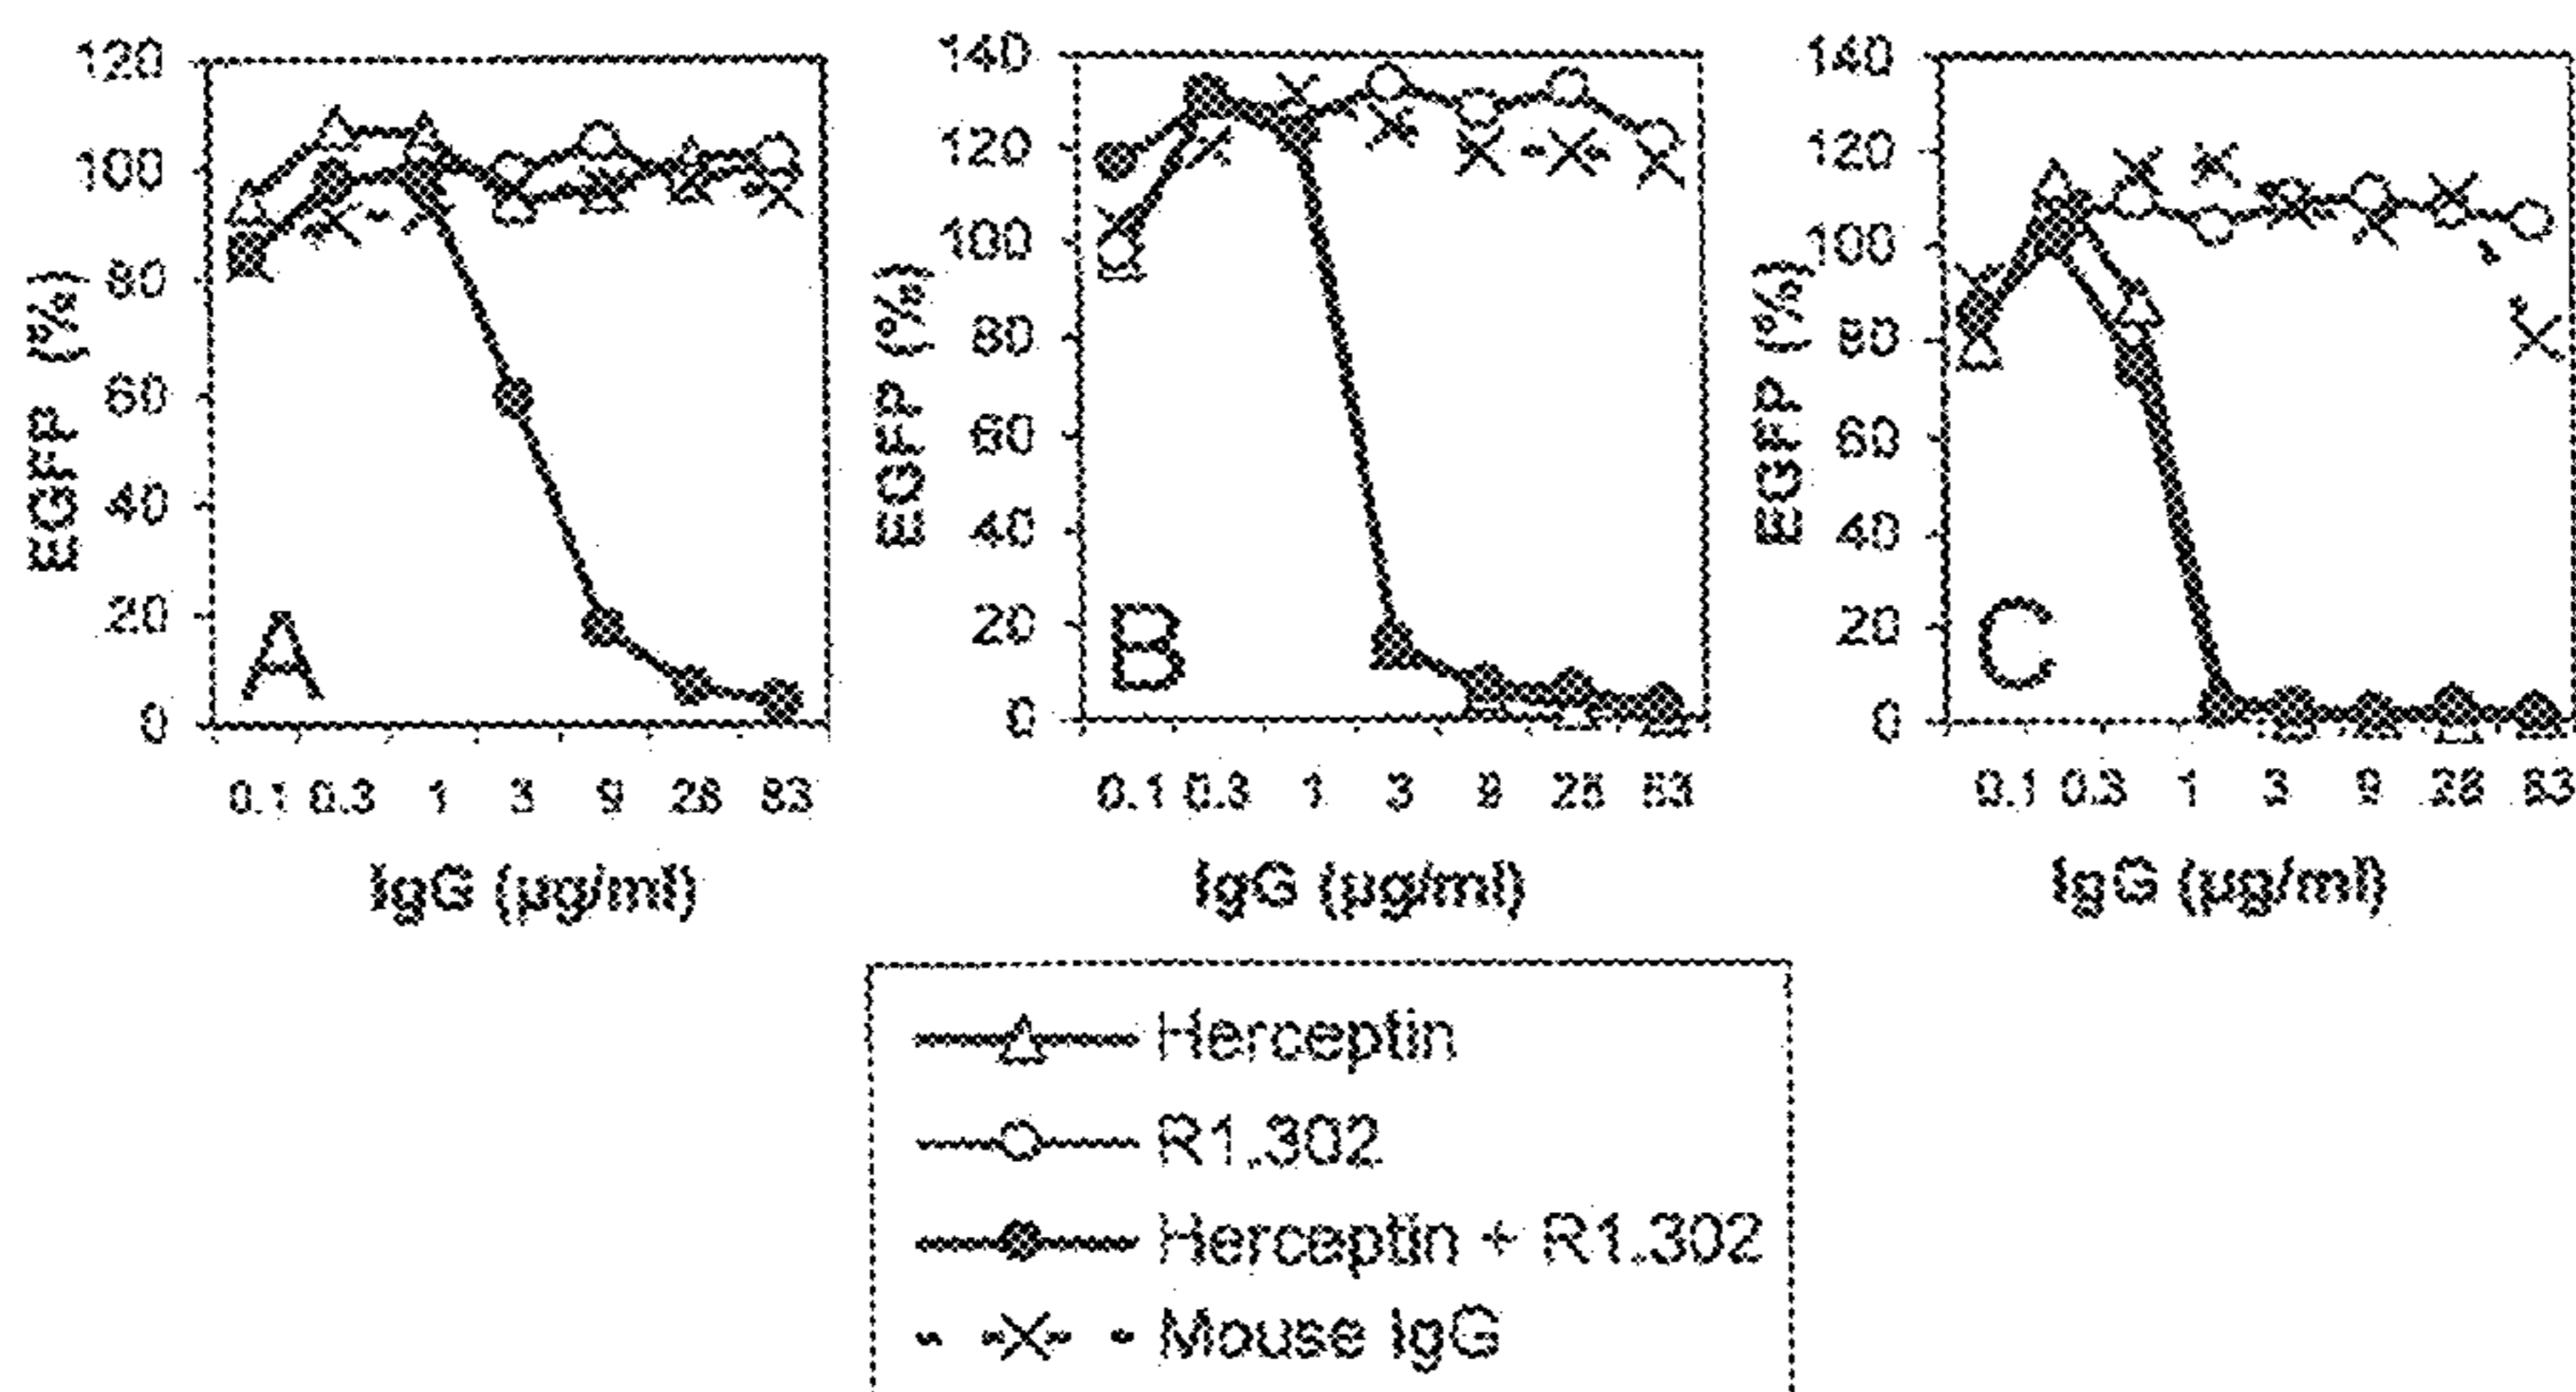 120
100
80
60
40
20
0
EGFP (%)
A
0.1 0.3 1 3 9 28 83
IgG (µg/ml)
140
120
100
80
60
40
20
0
EGFP (%)
B
0.1 0.3 1 3 9 28 83
IgG (µg/ml)
140
120
100
80
60
40
20
0
EGFP (%)
C
0.1 0.3 1 3 9 28 83
IgG (µg/ml)
Herceptin
R1.302
Herceptin + R1.302
Mouse IgG